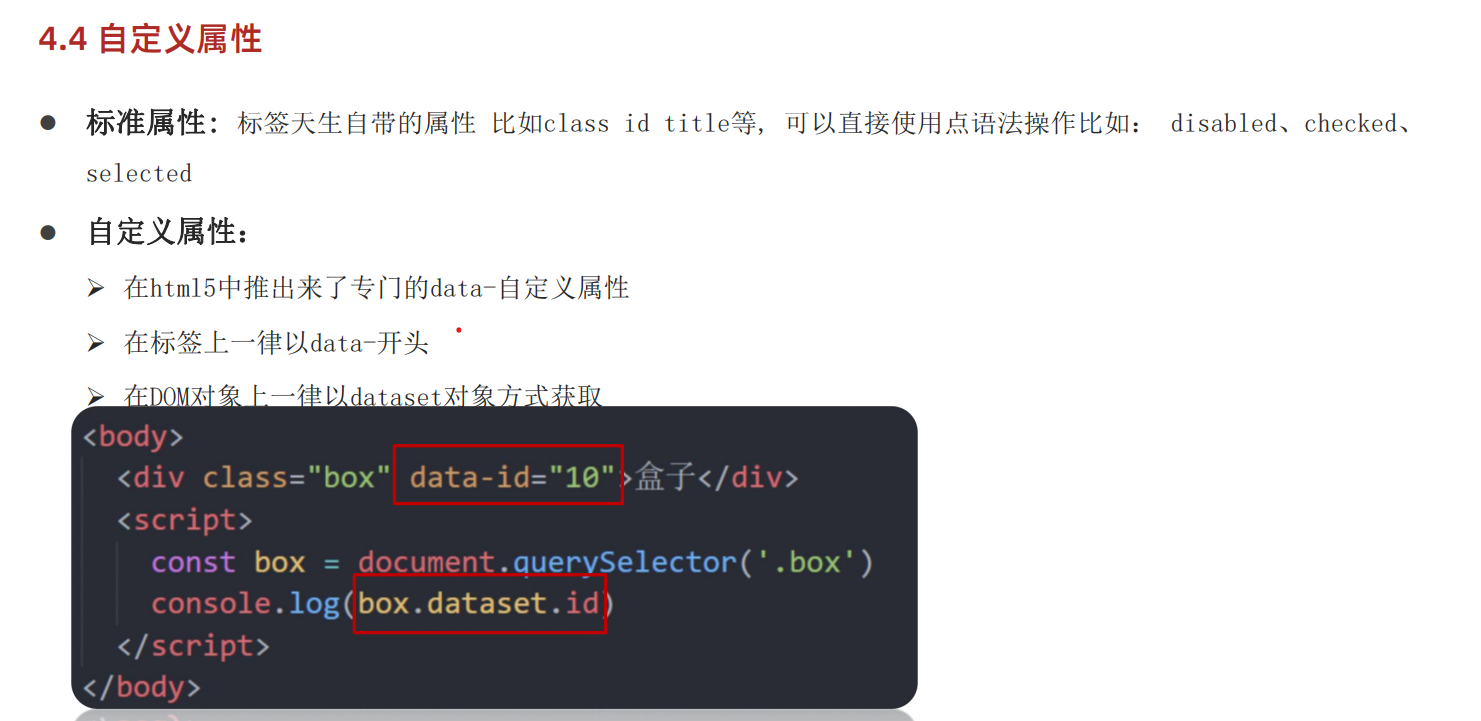 4.4 自定义属性
● 标准属性：标签天生自带的属性 比如class id title等, 可以直接使用点语法操作比如： disabled、checked、
selected
● 自定义属性：
➢ 在html5中推出来了专门的data-自定义属性
➢ 在标签上一律以data-开头
➢ 在DOM对象上一律以dataset对象方式获取
<body>
<div class="box" data-id="10">盒子</div>
<script>
const box = document.querySelector('.box')
console.log(box.dataset.id)
</script>
</body>